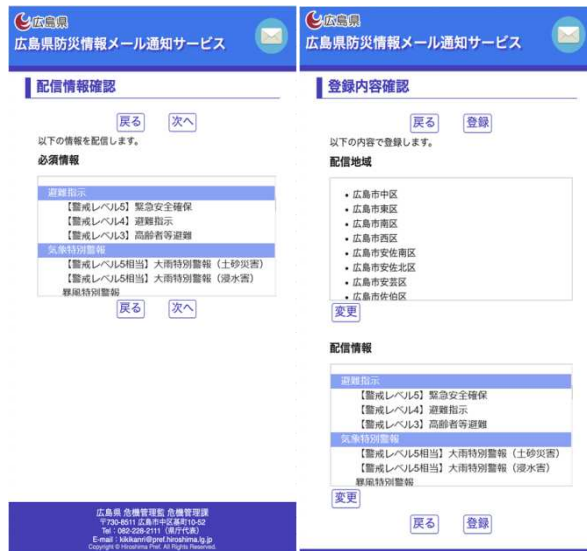 広島県
広島県防災情報メール通知サービス
配信情報確認
戻る 次へ
以下の情報を配信します。
必須情報
避難指示
【警戒レベル5】緊急安全確保
【警戒レベル4】避難指示
【警戒レベル3】高齢者等避難
気象特別警報
【警戒レベル5相当】大雨特別警報（土砂災害）
【警戒レベル5相当】大雨特別警報（浸水害）
暴風特別警報
戻る 次へ
広島県 危機管理監 危機管理課
〒730-8511 広島市中区基町10-52
Tel：082-228-2111（県庁代表）
E-mail：kikikanri@pref.hiroshima.lg.jp
Copyright © Hiroshima Pref. All Rights Reserved.
広島県
広島県防災情報メール通知サービス
登録内容確認
戻る 登録
以下の内容で登録します。
配信地域
• 広島市中区
• 広島市東区
• 広島市南区
• 広島市西区
• 広島市安佐南区
• 広島市安佐北区
• 広島市安芸区
• 広島市佐伯区
変更
配信情報
避難指示
【警戒レベル5】緊急安全確保
【警戒レベル4】避難指示
【警戒レベル3】高齢者等避難
気象特別警報
【警戒レベル5相当】大雨特別警報（土砂災害）
【警戒レベル5相当】大雨特別警報（浸水害）
暴風特別警報
変更
戻る 登録